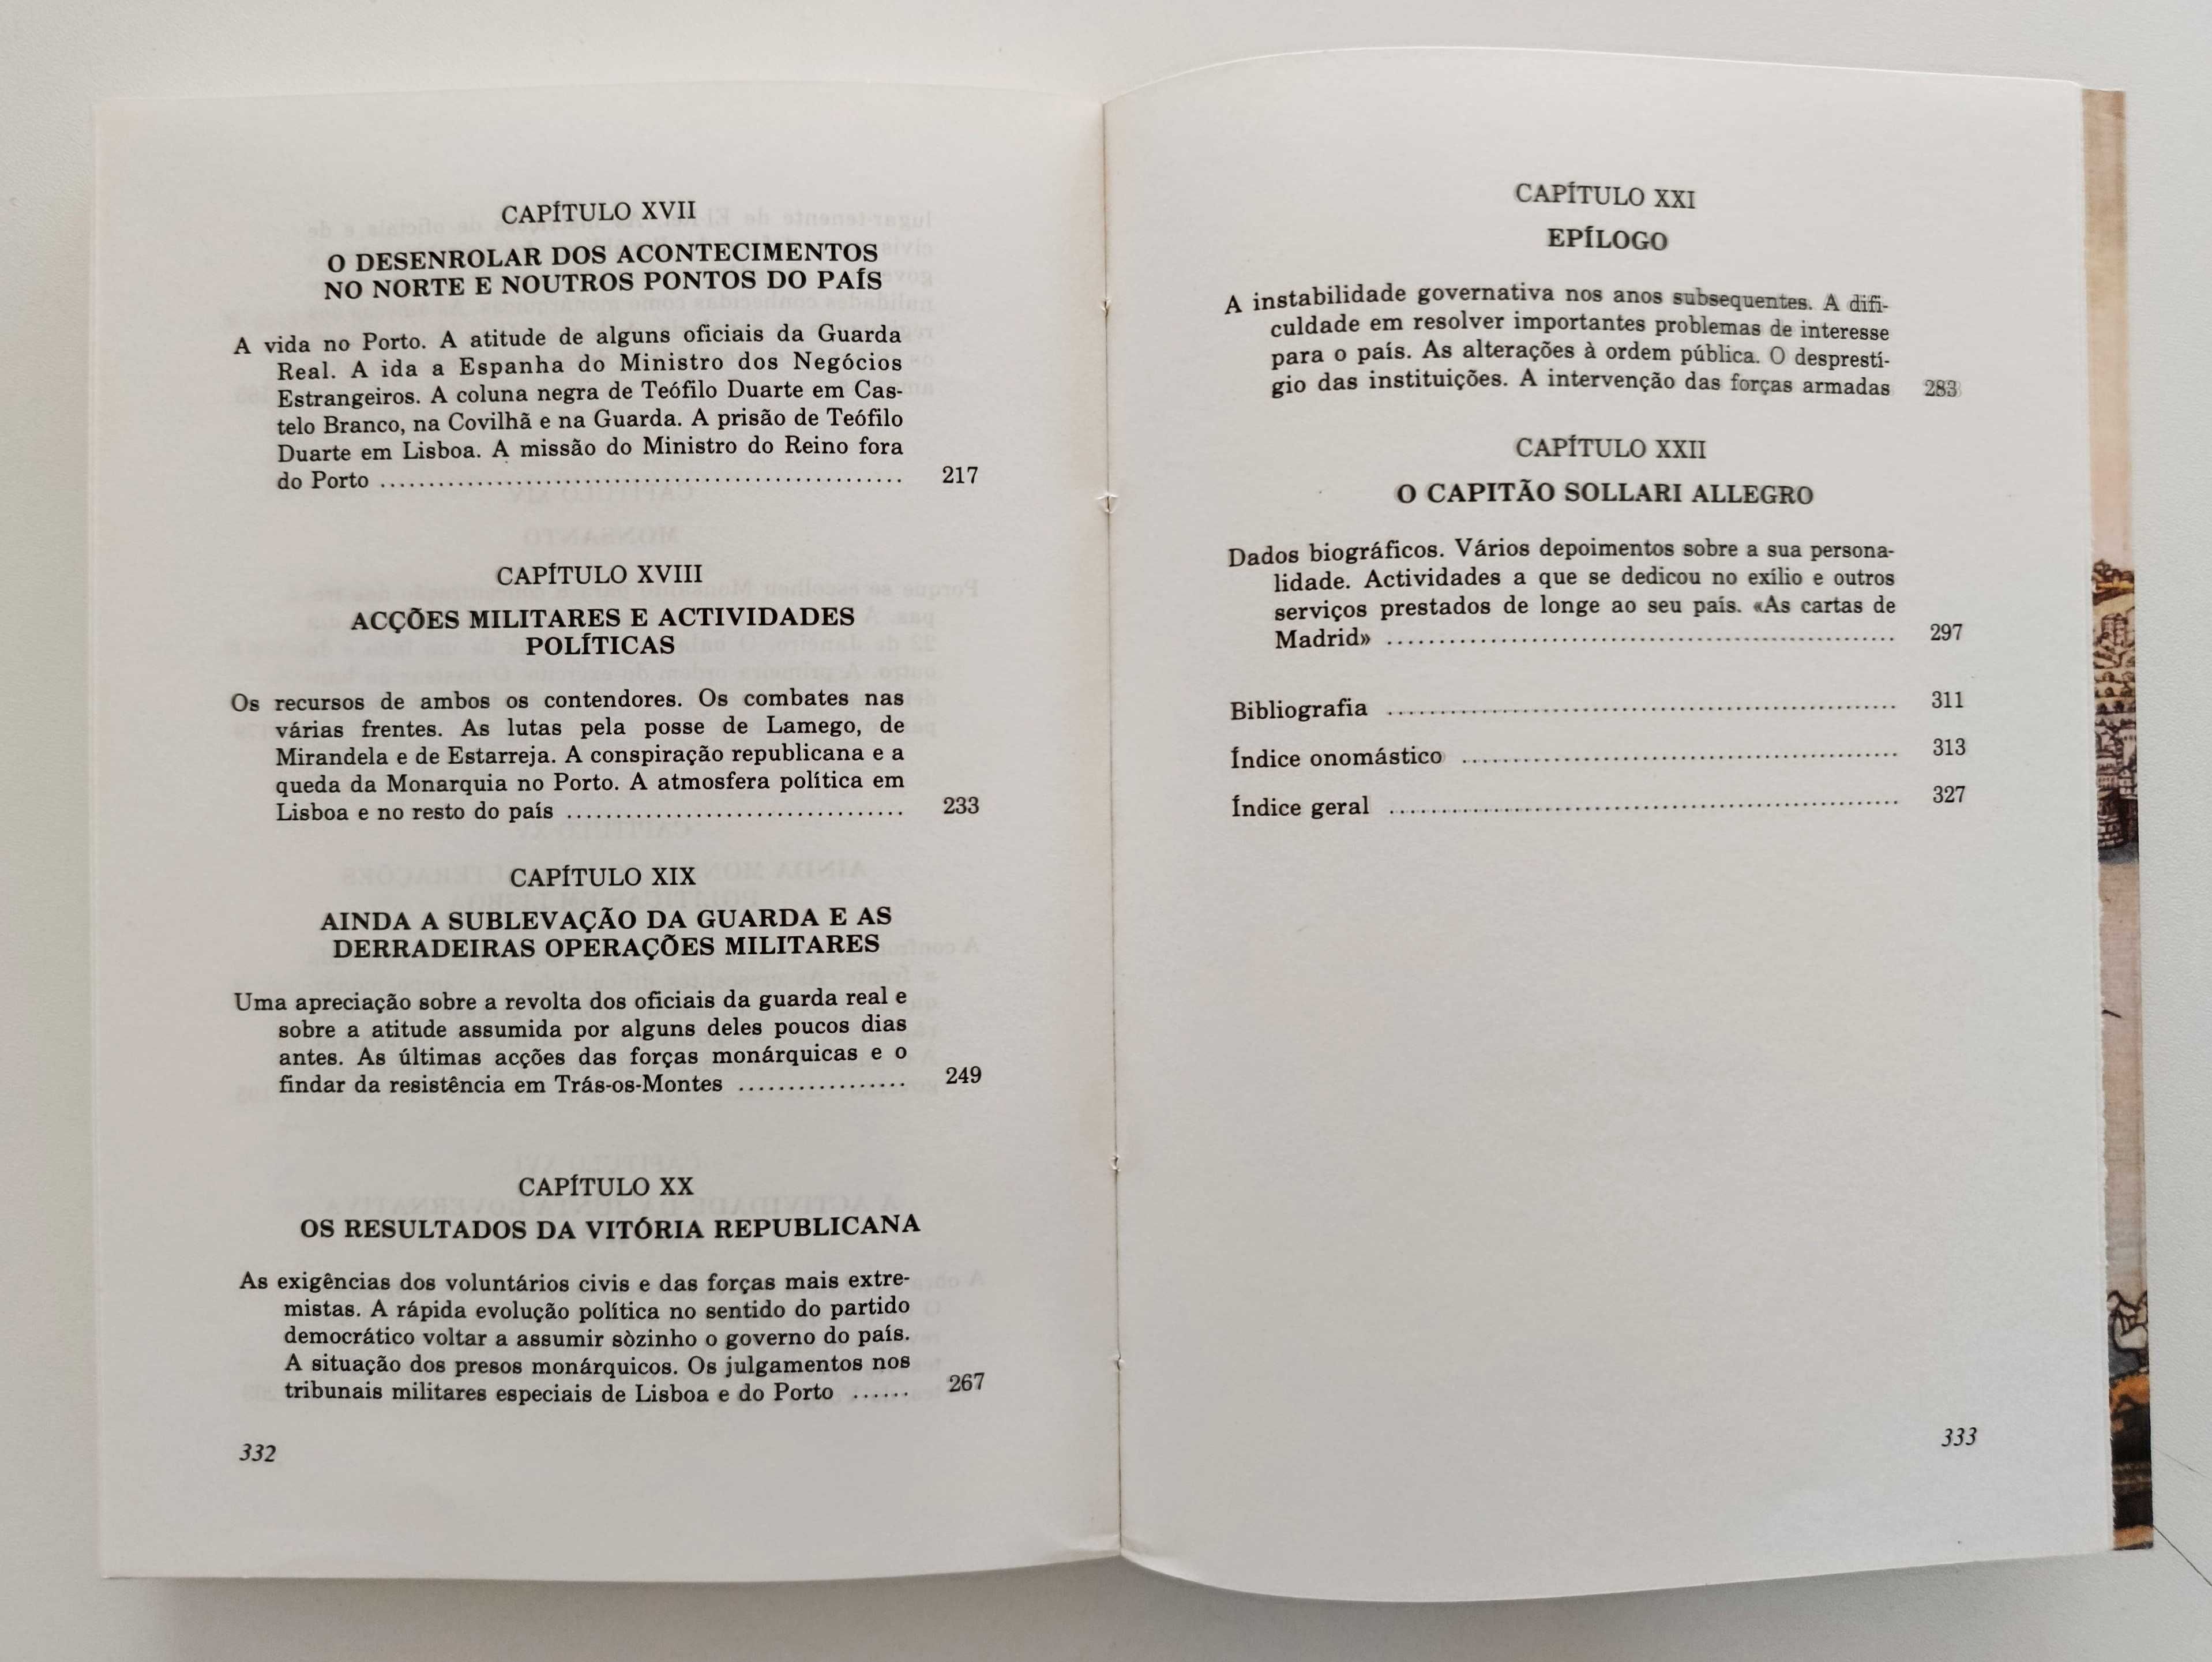 CAPÍTULO XVII
O DESENROLAR DOS ACONTECIMENTOS
NO NORTE E NOUTROS PONTOS DO PAÍS
A vida no Porto. A atitude de alguns oficiais da Guarda
Real. A ida a Espanha do Ministro dos Negócios
Estrangeiros. A coluna negra de Teófilo Duarte em Cas-
telo Branco, na Covilhã e na Guarda. A prisão de Teófilo
Duarte em Lisboa. A missão do Ministro do Reino fora
do Porto .................................................... 217
CAPÍTULO XVIII
ACÇÕES MILITARES E ACTIVIDADES
POLÍTICAS
Os recursos de ambos os contendores. Os combates nas
várias frentes. As lutas pela posse de Lamego, de
Mirandela e de Estarreja. A conspiração republicana e a
queda da Monarquia no Porto. A atmosfera política em
Lisboa e no resto do país .................................. 233
CAPÍTULO XIX
AINDA A SUBLEVAÇÃO DA GUARDA E AS
DERRADEIRAS OPERAÇÕES MILITARES
Uma apreciação sobre a revolta dos oficiais da guarda real e
sobre a atitude assumida por alguns deles poucos dias
antes. As últimas acções das forças monárquicas e o
findar da resistência em Trás-os-Montes ................. 249
CAPÍTULO XX
OS RESULTADOS DA VITÓRIA REPUBLICANA
As exigências dos voluntários civis e das forças mais extre-
mistas. A rápida evolução política no sentido do partido
democrático voltar a assumir sòzinho o governo do país.
A situação dos presos monárquicos. Os julgamentos nos
tribunais militares especiais de Lisboa e do Porto ...... 267
332
CAPÍTULO XXI
EPÍLOGO
A instabilidade governativa nos anos subsequentes. A difi-
culdade em resolver importantes problemas de interesse
para o país. As alterações à ordem pública. O desprestí-
gio das instituições. A intervenção das forças armadas 283
CAPÍTULO XXII
O CAPITÃO SOLLARI ALLEGRO
Dados biográficos. Vários depoimentos sobre a sua persona-
lidade. Actividades a que se dedicou no exílio e outros
serviços prestados de longe ao seu país. «As cartas de
Madrid» .................................................. 297
Bibliografia .................................................. 311
Índice onomástico ........................................... 313
Índice geral .................................................. 327
333